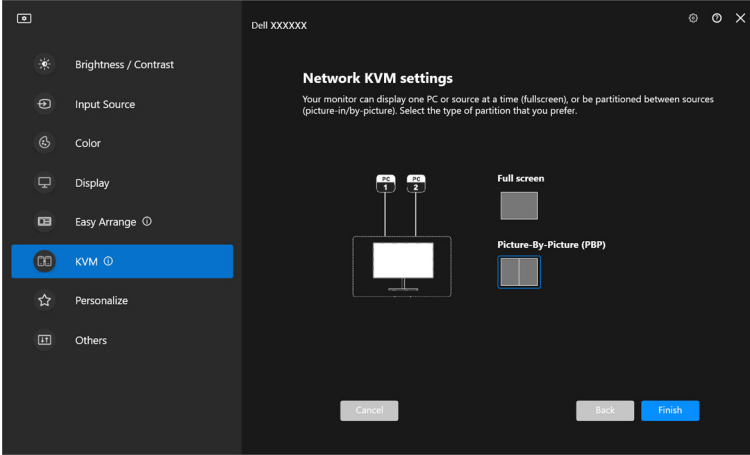 Dell XXXXXX
Brightness / Contrast
Input Source
Color
Display
Easy Arrange
KVM
Personalize
Others
Network KVM settings
Your monitor can display one PC or source at a time (fullscreen), or be partitioned between sources
(picture-in/by-picture). Select the type of partition that you prefer.
PC
1
PC
2
Full screen
Picture-By-Picture (PBP)
Cancel
Back
Finish